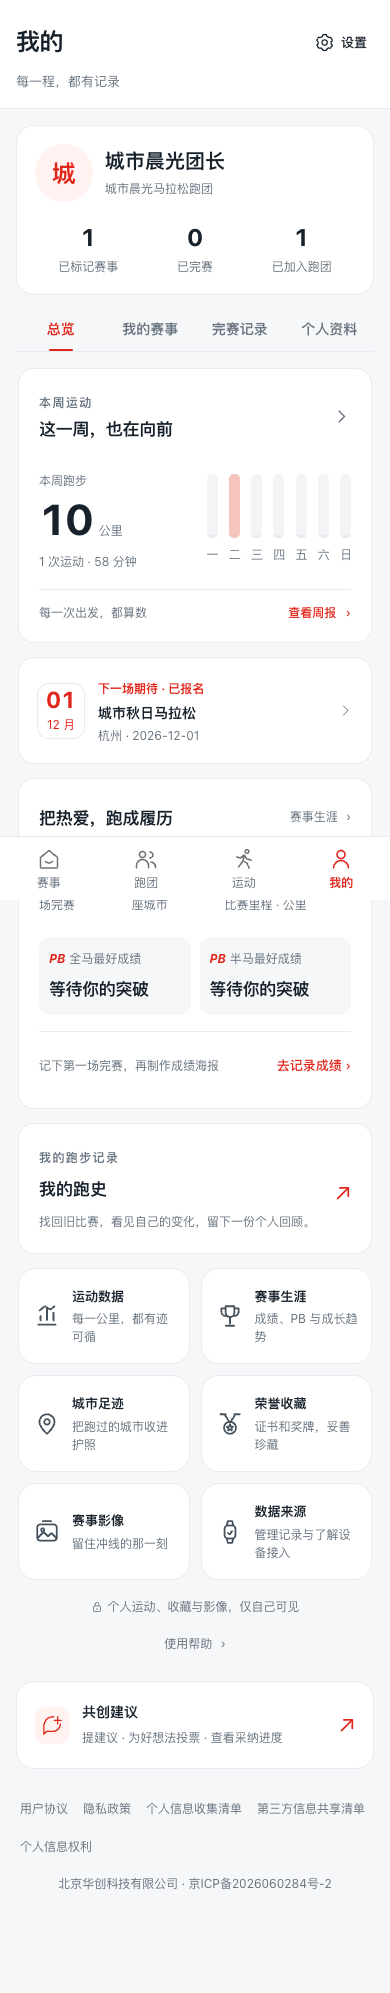 我的
设置
每一程，都有记录
城
城市晨光团长
城市晨光马拉松跑团
1
0
1
已标记赛事
已完赛
已加入跑团
总览
我的赛事
完赛记录
个人资料
本周运动
这一周，也在向前
本周跑步
10 公里
1 次运动 · 58 分钟
一 二 三 四 五 六 日
每一次出发，都算数
查看周报 ›
01
12 月
下一场期待 · 已报名
城市秋日马拉松
杭州 · 2026-12-01
把热爱，跑成履历
赛事生涯 ›
赛事
跑团
运动
我的
场完赛
座城市
比赛里程 · 公里
PB 全马最好成绩
等待你的突破
PB 半马最好成绩
等待你的突破
记下第一场完赛，再制作成绩海报
去记录成绩 ›
我的跑步记录
我的跑史
找回旧比赛，看见自己的变化，留下一份个人回顾。
运动数据
每一公里，都有迹
可循
赛事生涯
成绩、PB 与成长趋
势
城市足迹
把跑过的城市收进
护照
荣誉收藏
证书和奖牌，妥善
珍藏
赛事影像
留住冲线的那一刻
数据来源
管理记录与了解设
备接入
个人运动、收藏与影像，仅自己可见
使用帮助 ›
共创建议
提建议 · 为好想法投票 · 查看采纳进度
用户协议
隐私政策
个人信息收集清单
第三方信息共享清单
个人信息权利
北京华创科技有限公司 · 京ICP备2026060284号-2